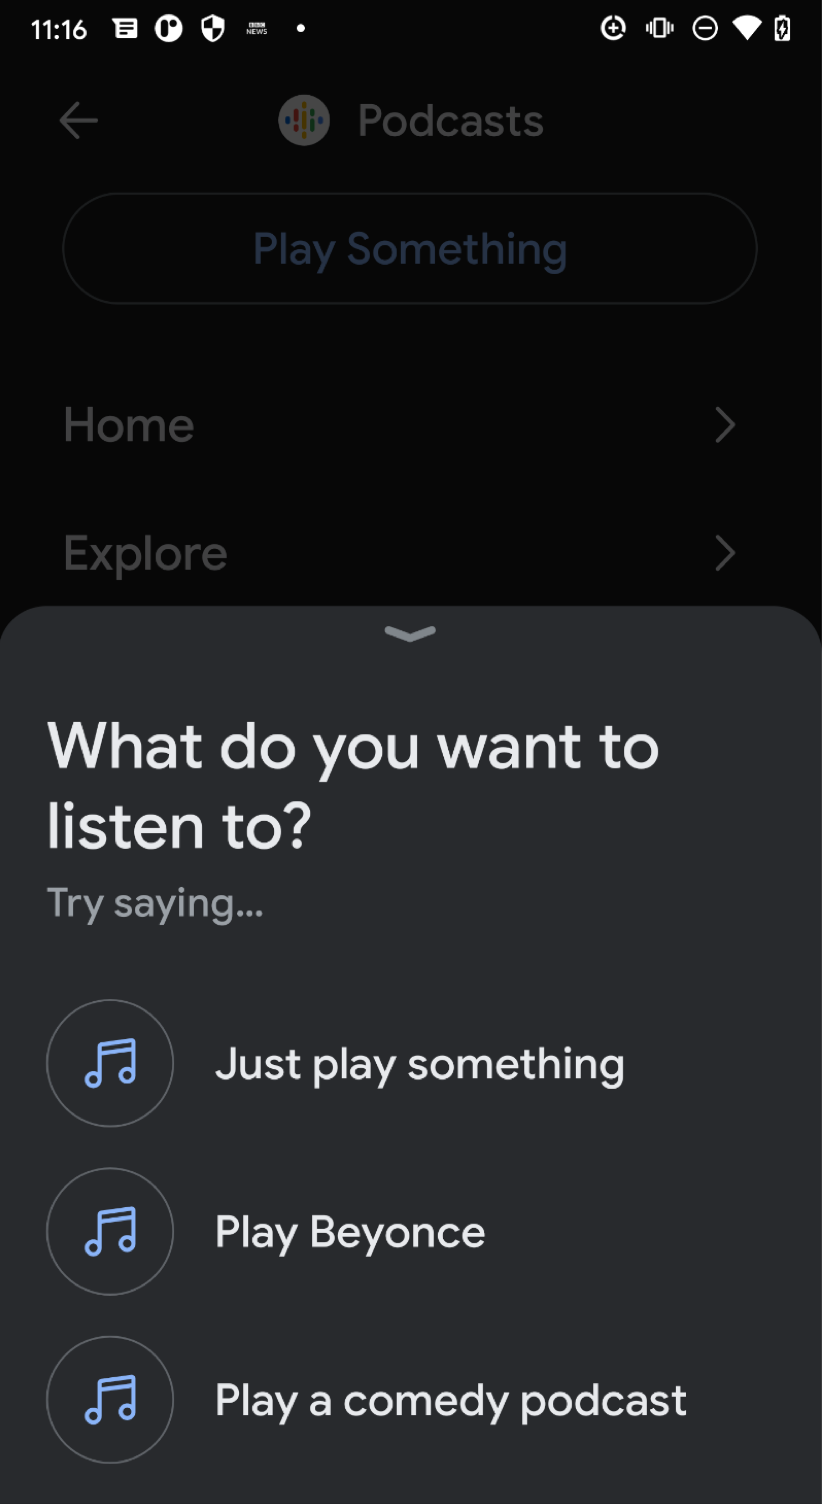 11:16 BBC NEWS
Podcasts
Play Something
Home
Explore
What do you want to
listen to?
Try saying...
Just play something
Play Beyonce
Play a comedy podcast